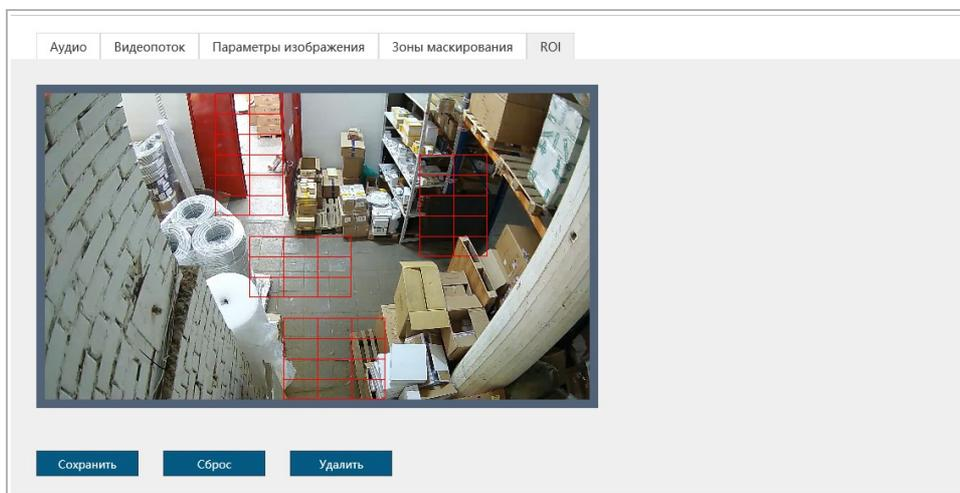 Аудио Видеопоток Параметры изображения Зоны маскирования ROI
Сохранить Сброс Удалить